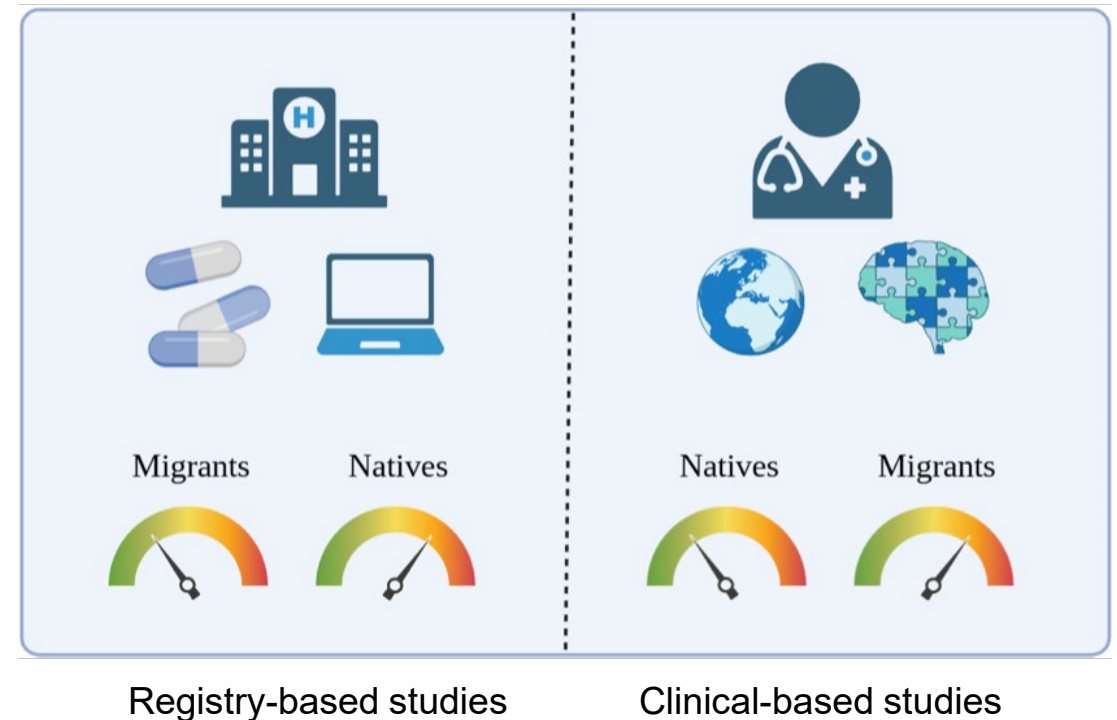 H
Migrants Natives
Natives Migrants
Registry-based studies
Clinical-based studies